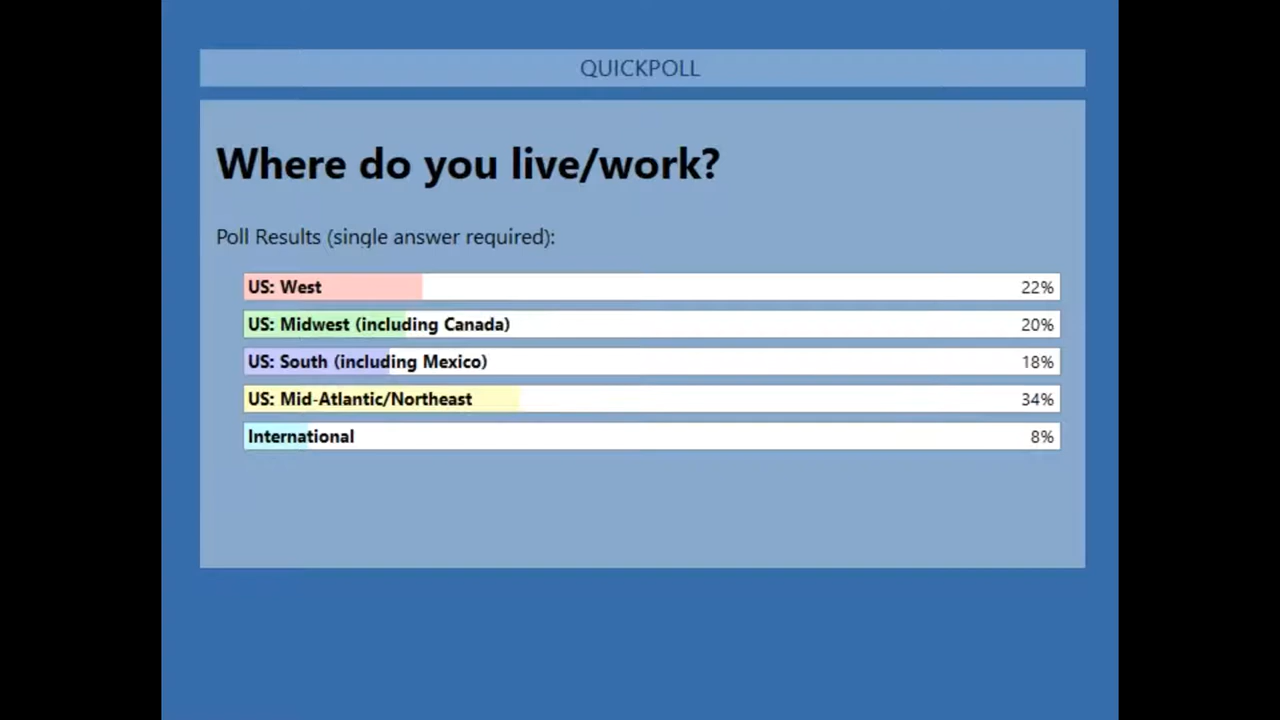 QUICKPOLL
Where do you live/work?
Poll Results (single answer required):
US: West 22%
US: Midwest (including Canada) 20%
US: South (including Mexico) 18%
US: Mid-Atlantic/Northeast 34%
International 8%